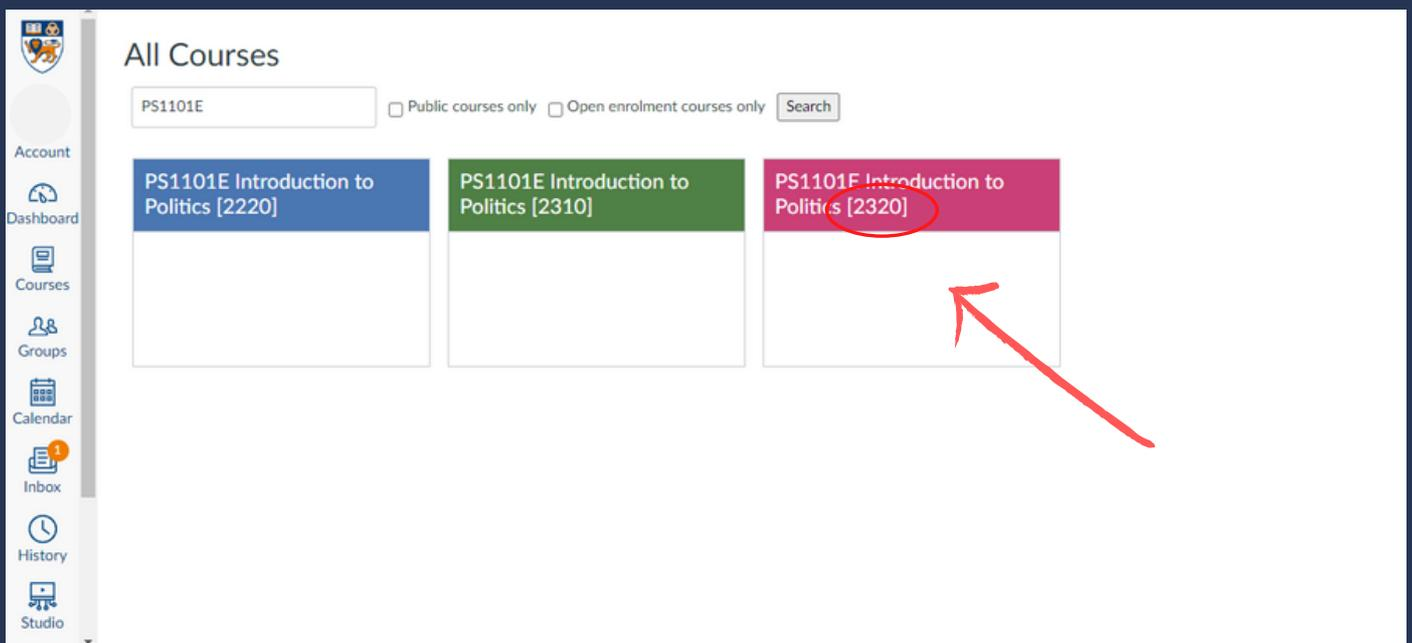 All Courses
PS1101E
Public courses only
Open enrolment courses only
Search
PS1101E Introduction to
Politics [2220]
PS1101E Introduction to
Politics [2310]
PS1101E Introduction to
Politics [2320]
Account
Dashboard
Courses
Groups
Calendar
1
Inbox
History
Studio